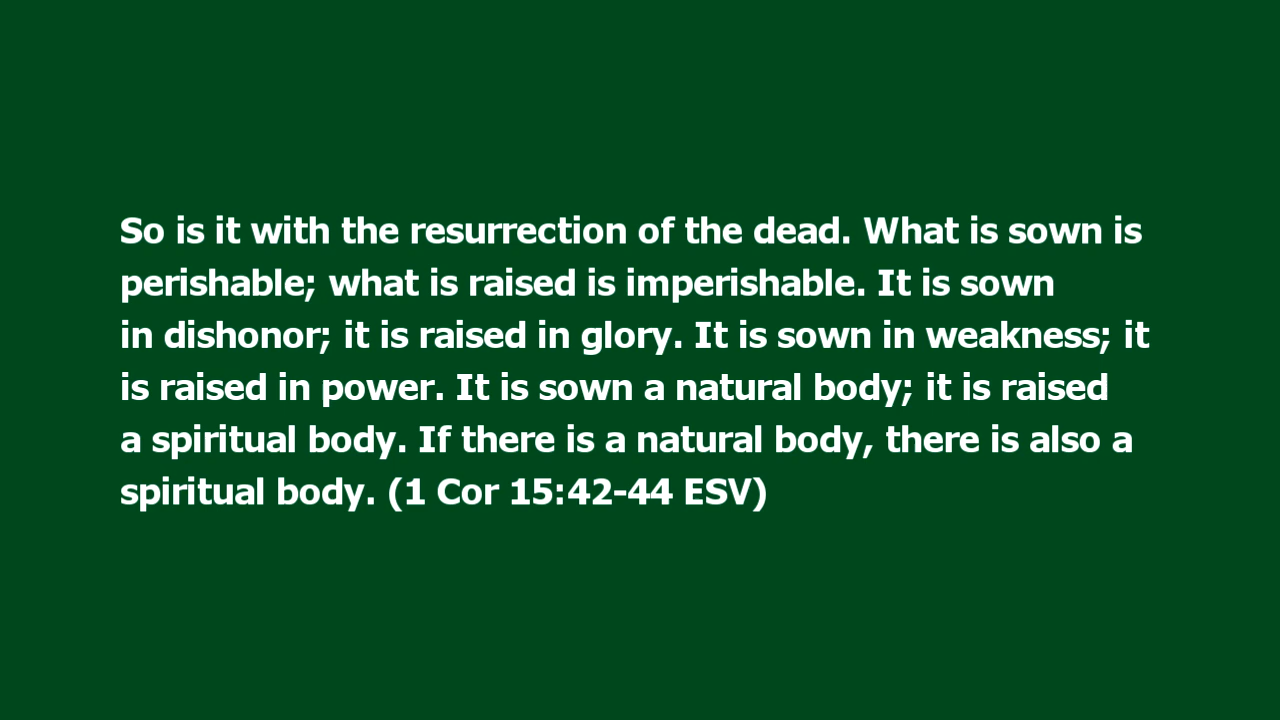 So is it with the resurrection of the dead. What is sown is
perishable; what is raised is imperishable. It is sown
in dishonor; it is raised in glory. It is sown in weakness; it
is raised in power. It is sown a natural body; it is raised
a spiritual body. If there is a natural body, there is also a
spiritual body. (1 Cor 15:42-44 ESV)